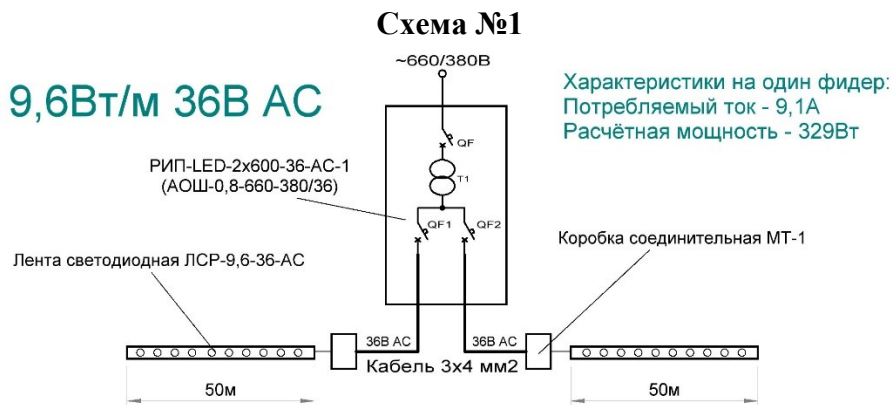 Схема №1
~660/380В
9,6Вт/м 36В АС
Характеристики на один фидер:
Потребляемый ток - 9,1А
Расчётная мощность - 329Вт
QF
РИП-LED-2x600-36-АС-1
(АОШ-0,8-660-380/36)
Т1
QF1
QF2
Коробка соединительная МТ-1
Лента светодиодная ЛСР-9,6-36-АС
36В АС
36В АС
Кабель 3х4 мм2
50м
50м